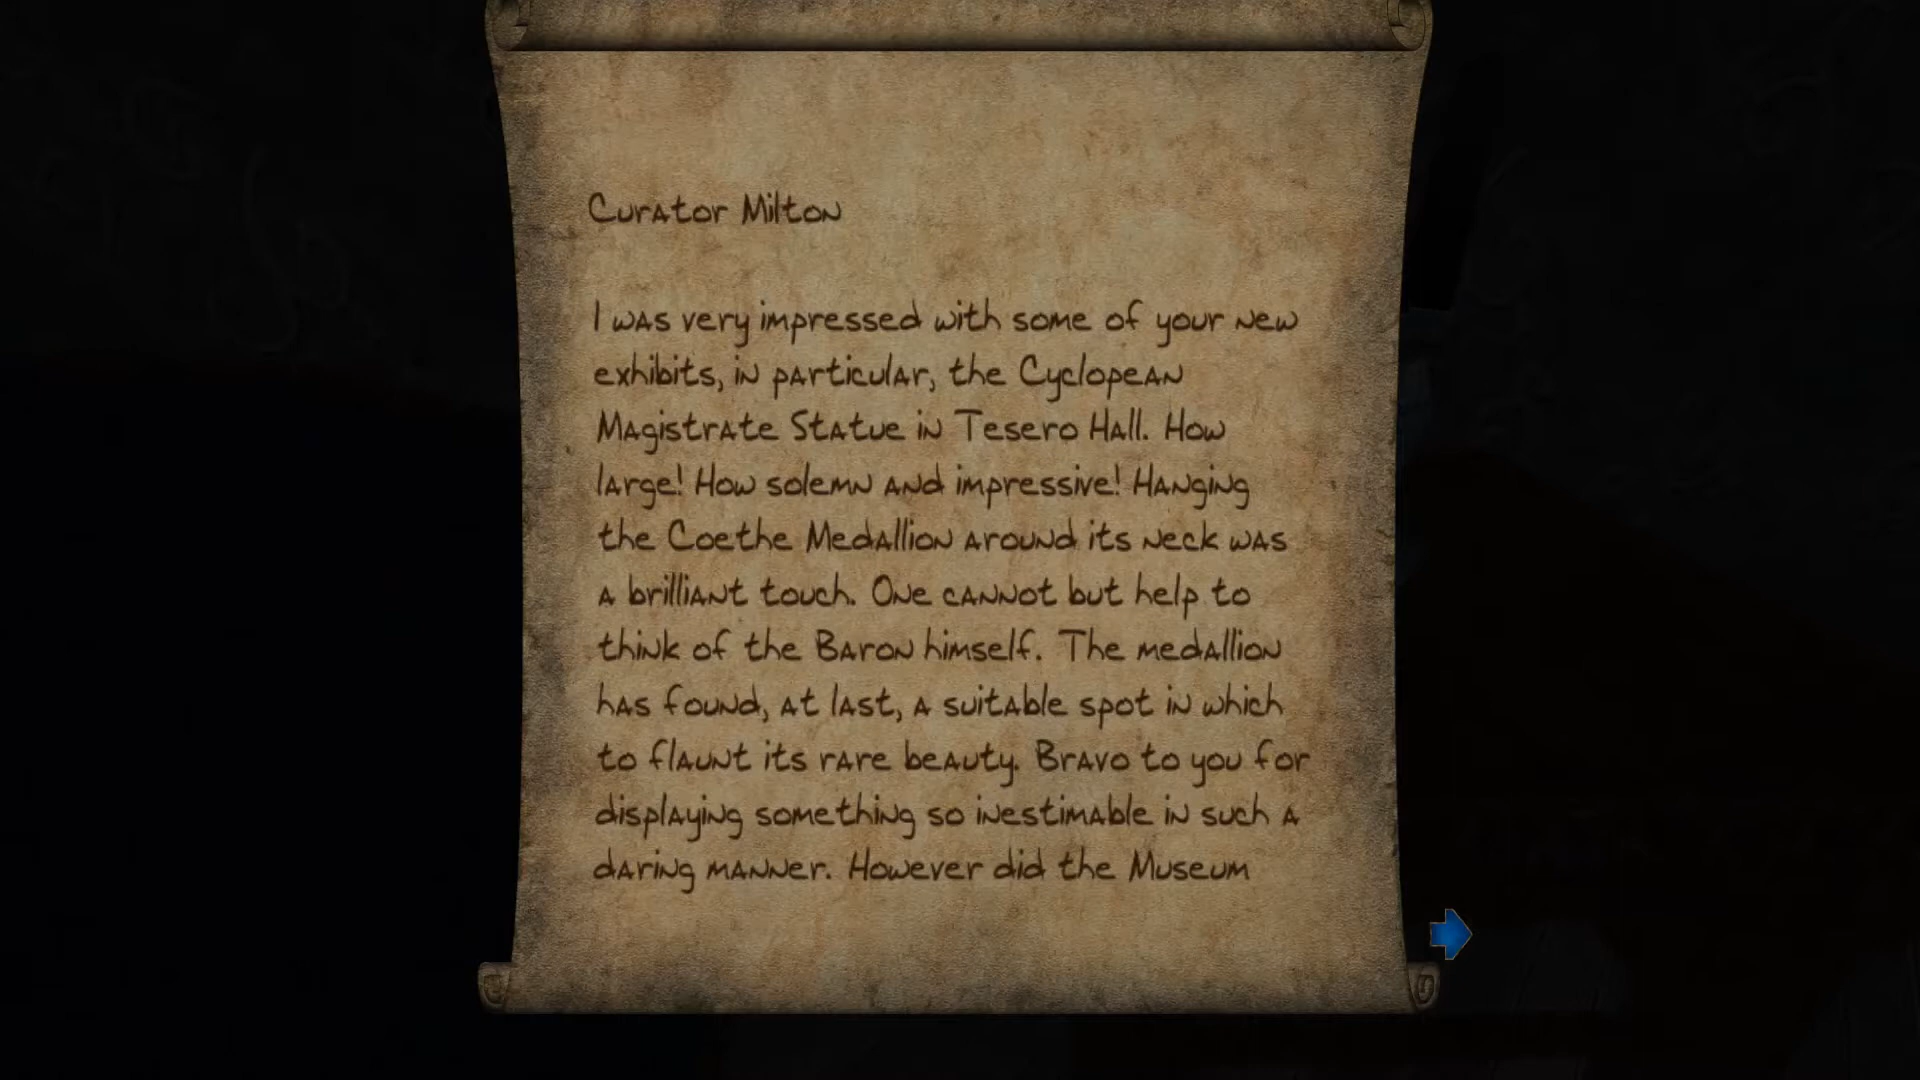 Curator Milton
I was very impressed with some of your new
exhibits, in particular, the Cyclopean
Magistrate Statue in Tesero Hall. How
large! How solemn and impressive! Hanging
the Coethe Medallion around its neck was
a brilliant touch. One cannot but help to
think of the Baron himself. The medallion
has found, at last, a suitable spot in which
to flaunt its rare beauty. Bravo to you for
displaying something so inestimable in such a
daring manner. However did the Museum